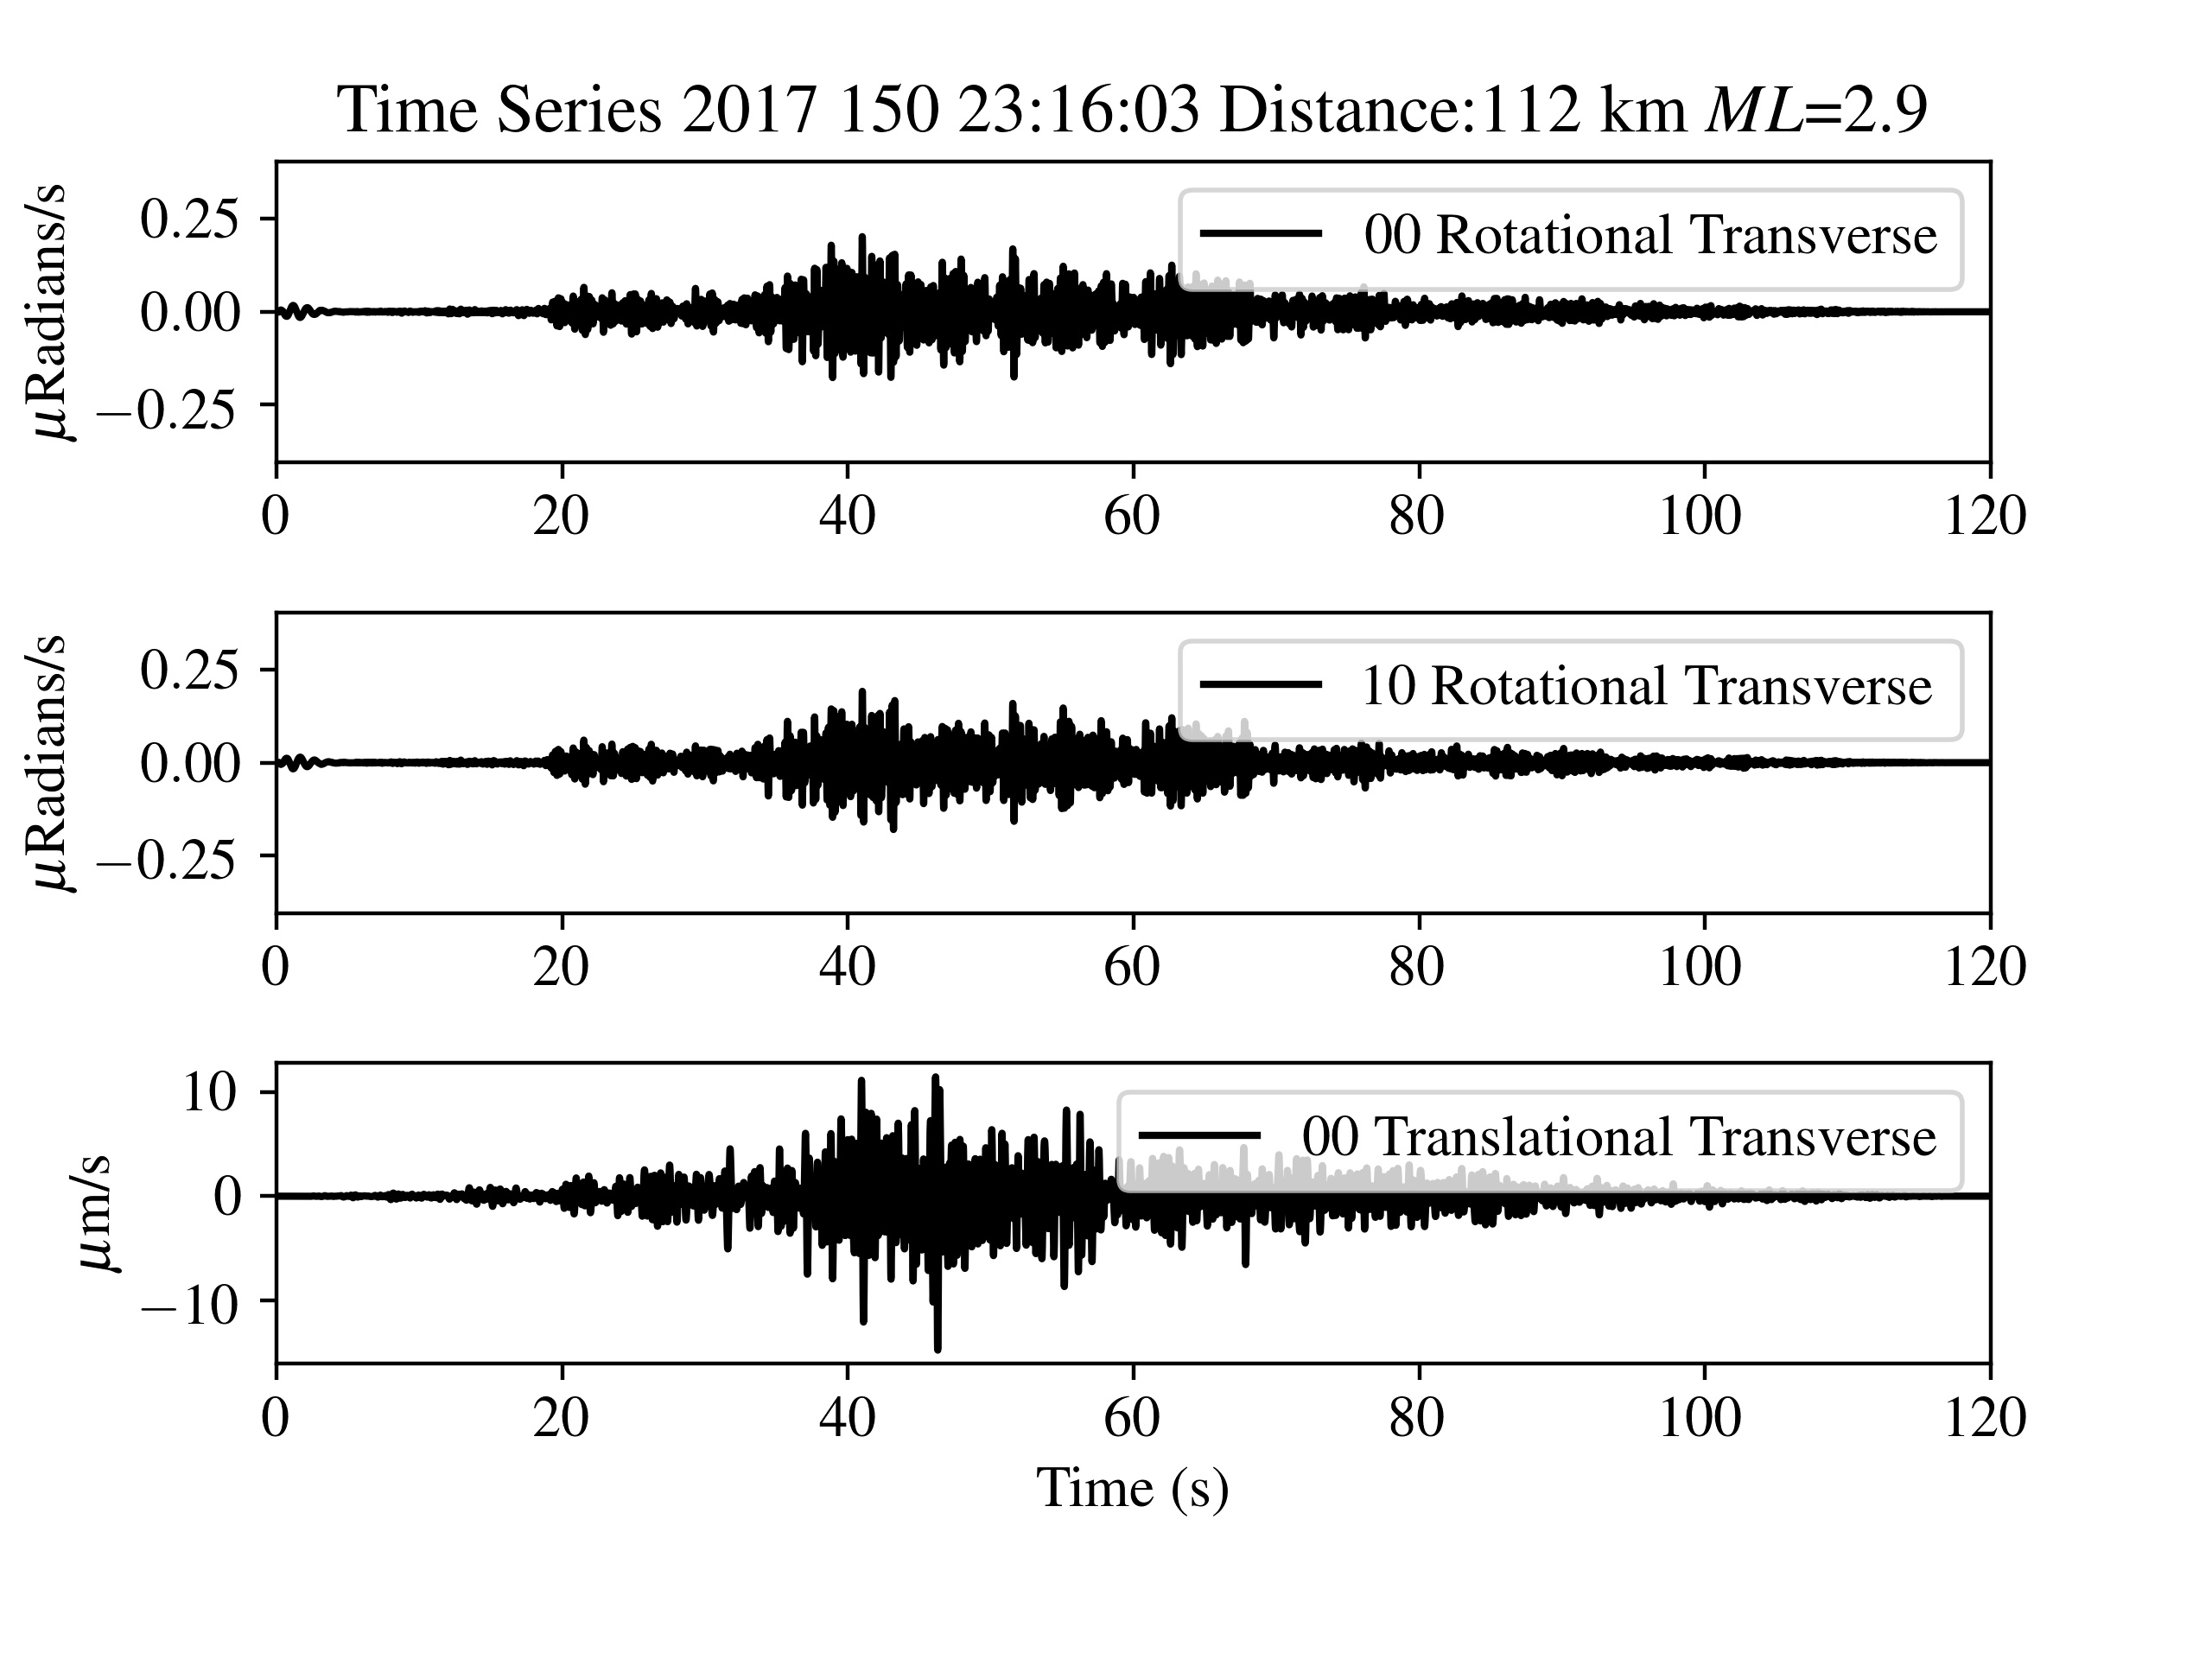 Time Series 2017 150 23:16:03 Distance:112 km ML=2.9
μRadians/s
0.25
0.00
−0.25
00 Rotational Transverse
0 20 40 60 80 100 120
μRadians/s
0.25
0.00
−0.25
10 Rotational Transverse
0 20 40 60 80 100 120
μm/s
10
0
−10
00 Translational Transverse
0 20 40 60 80 100 120
Time (s)